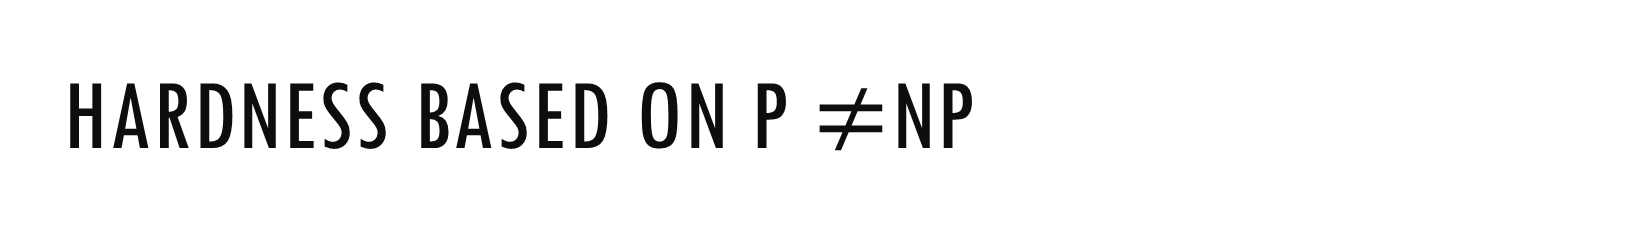 HARDNESS BASED ON P ≠NP